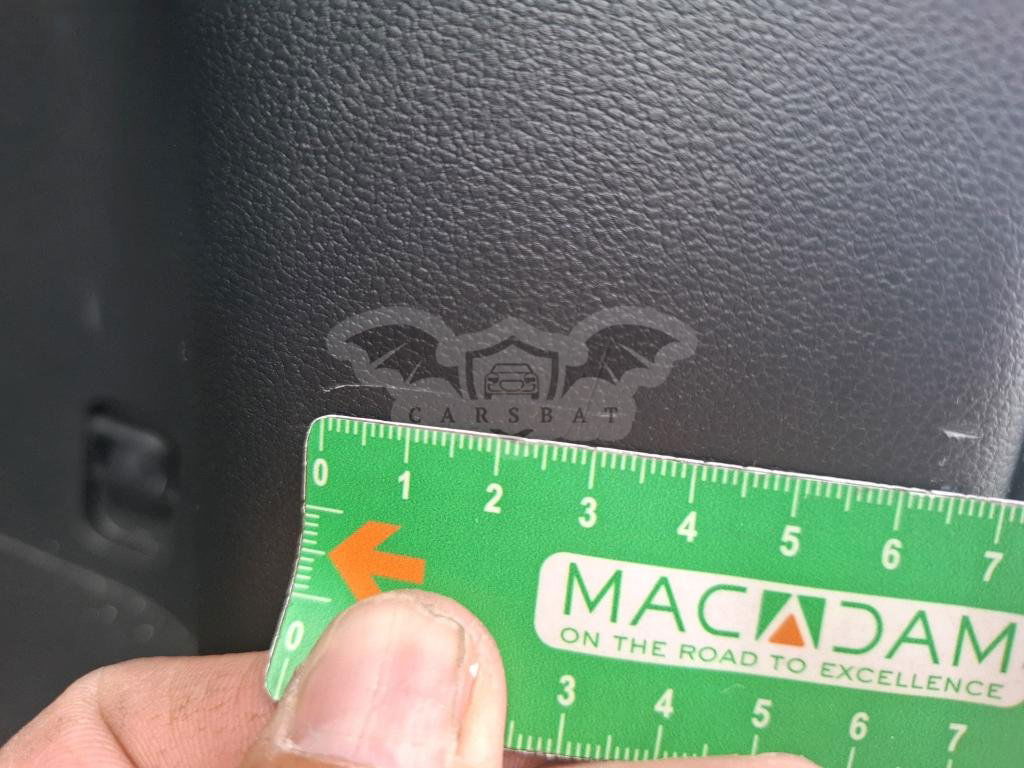 CARSBAT
0 1 2 3 4 5 6 7
MACADAM
ON THE ROAD TO EXCELLENCE
0 3 4 5 6 7